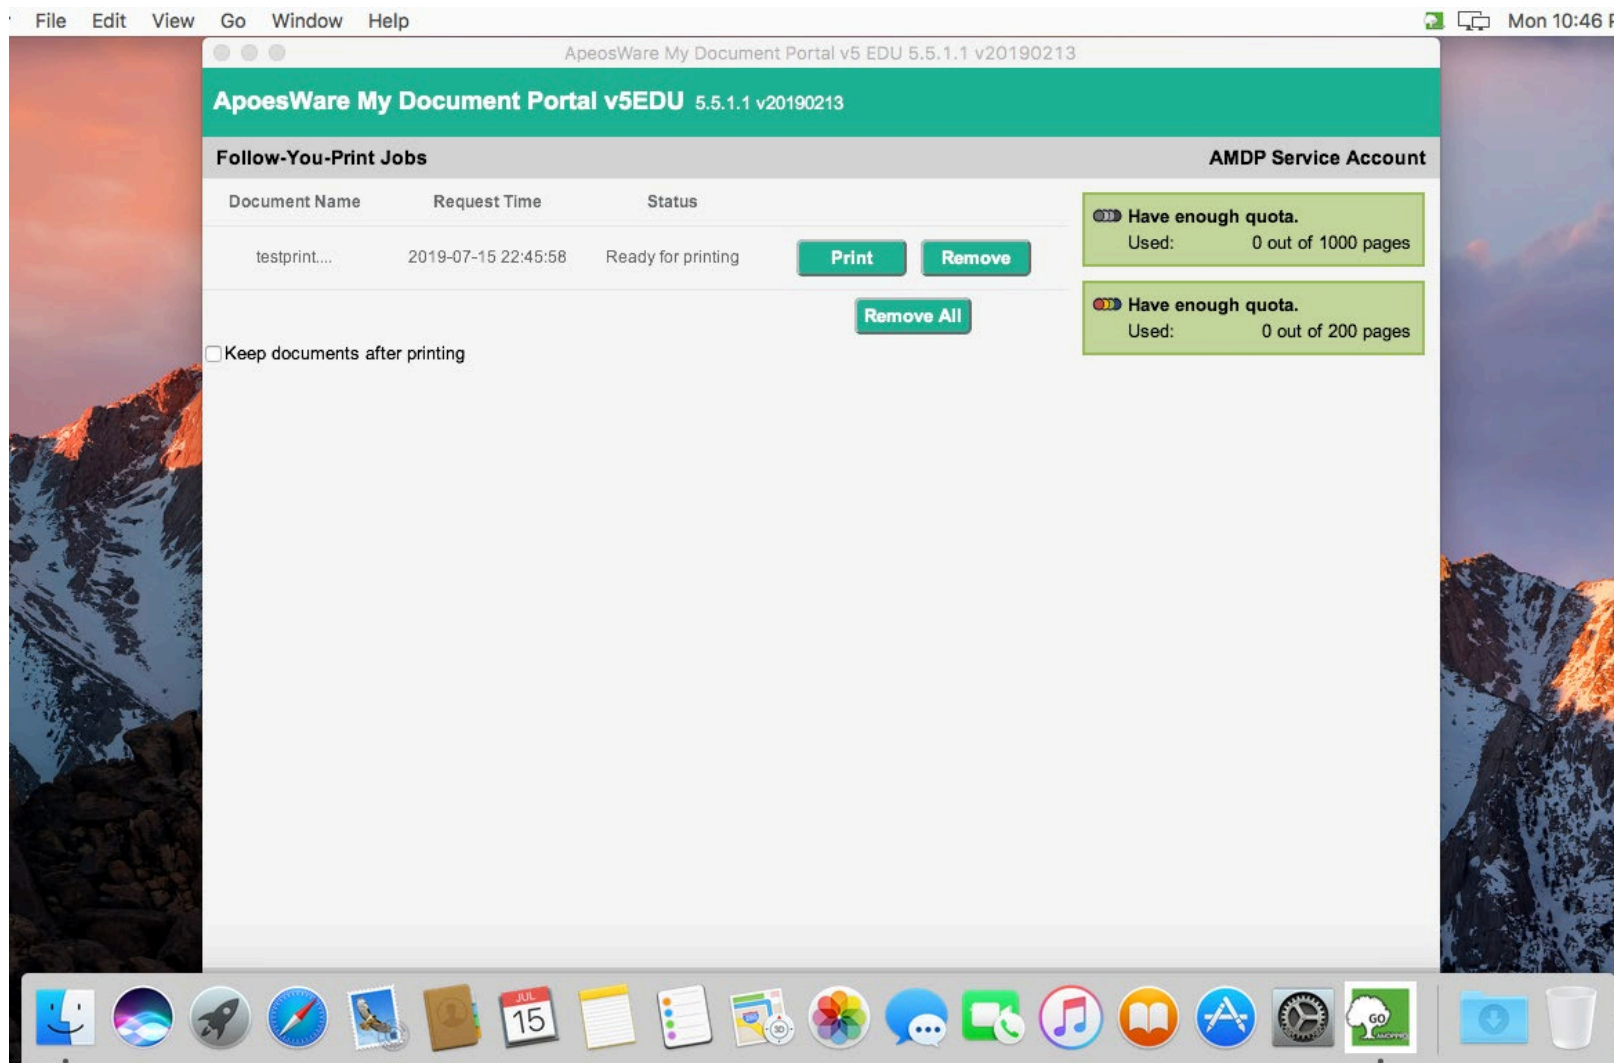 File Edit View Go Window Help Mon 10:46
ApeosWare My Document Portal v5 EDU 5.5.1.1 v20190213
ApoesWare My Document Portal v5EDU 5.5.1.1 v20190213
Follow-You-Print Jobs AMDP Service Account
Document Name Request Time Status
Have enough quota.
Used: 0 out of 1000 pages
testprint.... 2019-07-15 22:45:58 Ready for printing Print Remove
Have enough quota.
Remove All
Used: 0 out of 200 pages
Keep documents after printing
JUL
15
3D
GO